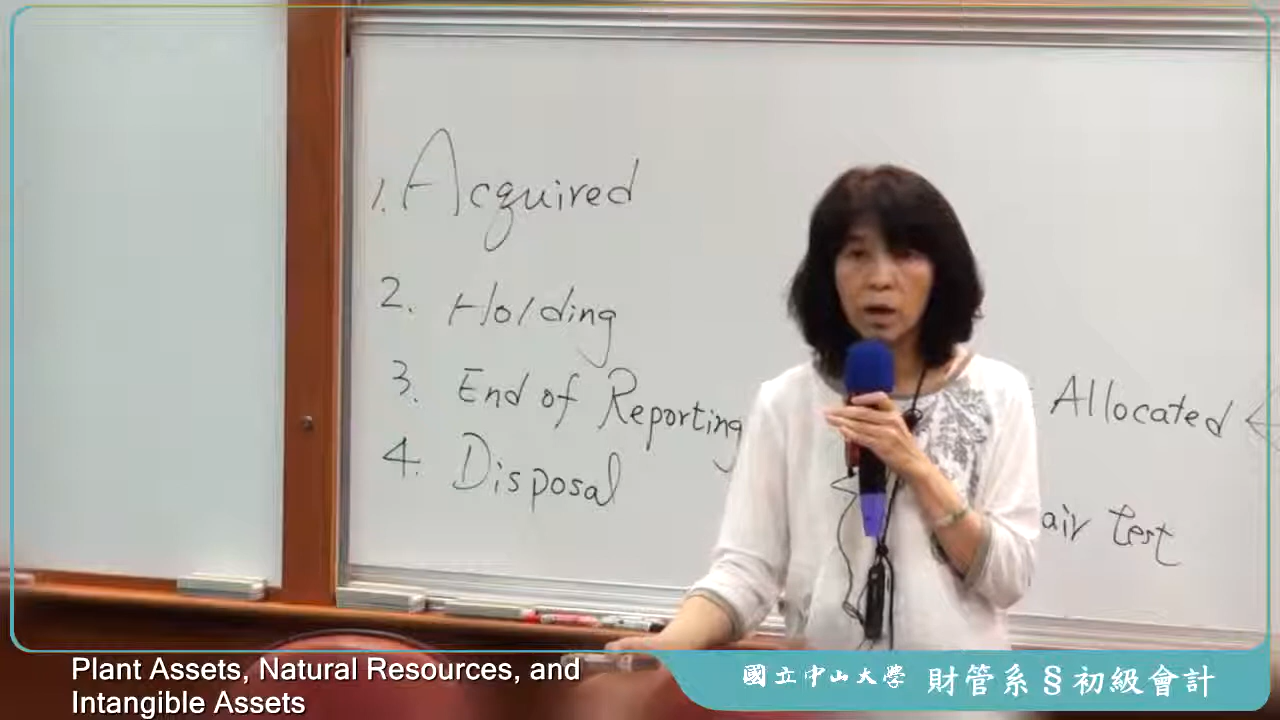 1. Acquired
2. Holding
3. End of Reporting
4. Disposal
Allocated
air test
Plant Assets, Natural Resources, and
Intangible Assets
國立中山大學 財管系§初級會計